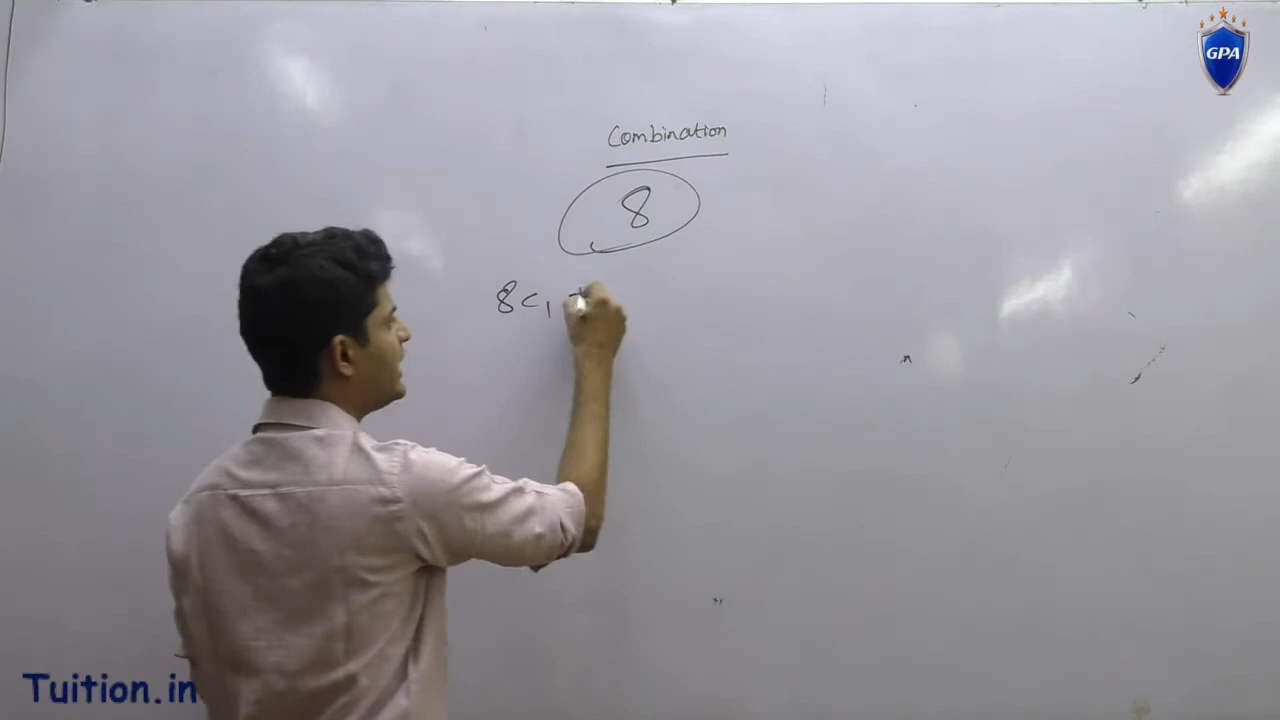 GPA
Combination
8
8c₁ +
Tuition.in